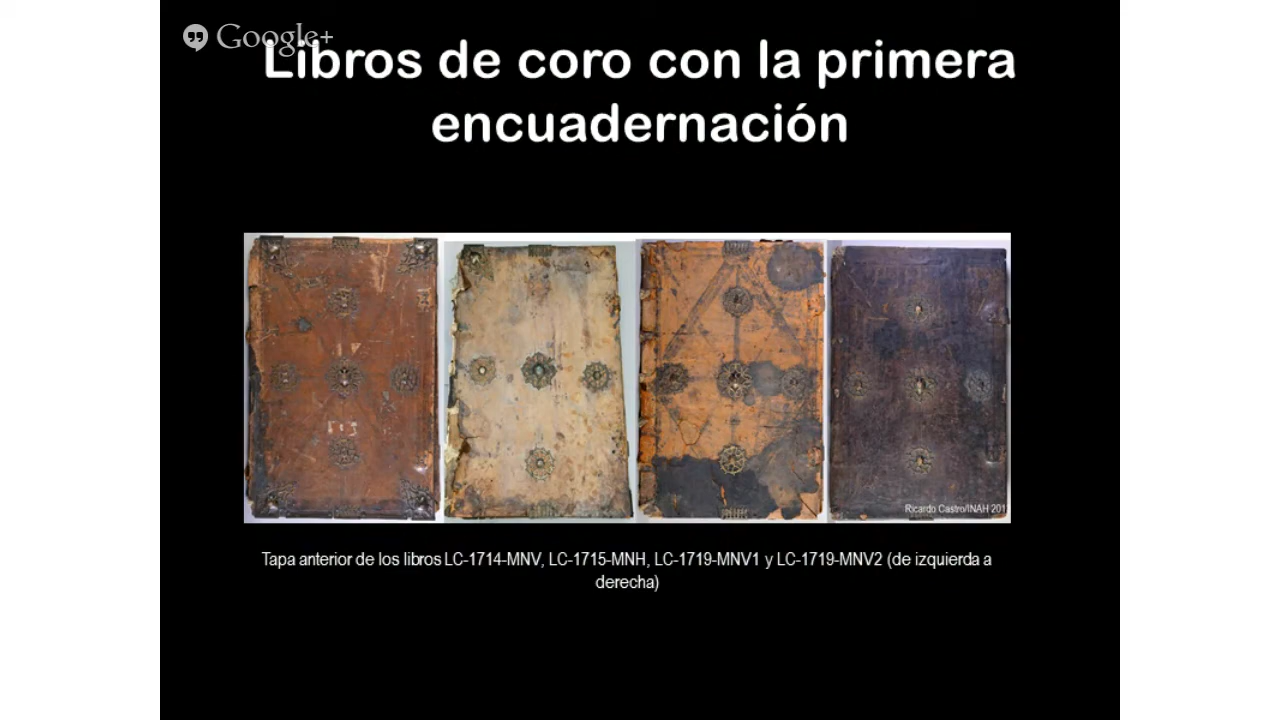 Google+
Libros de coro con la primera
encuadernación
Ricardo Castro/INAH 201
Tapa anterior de los libros LC-1714-MNV, LC-1715-MNH, LC-1719-MNV1 y LC-1719-MNV2 (de izquierda a
derecha)